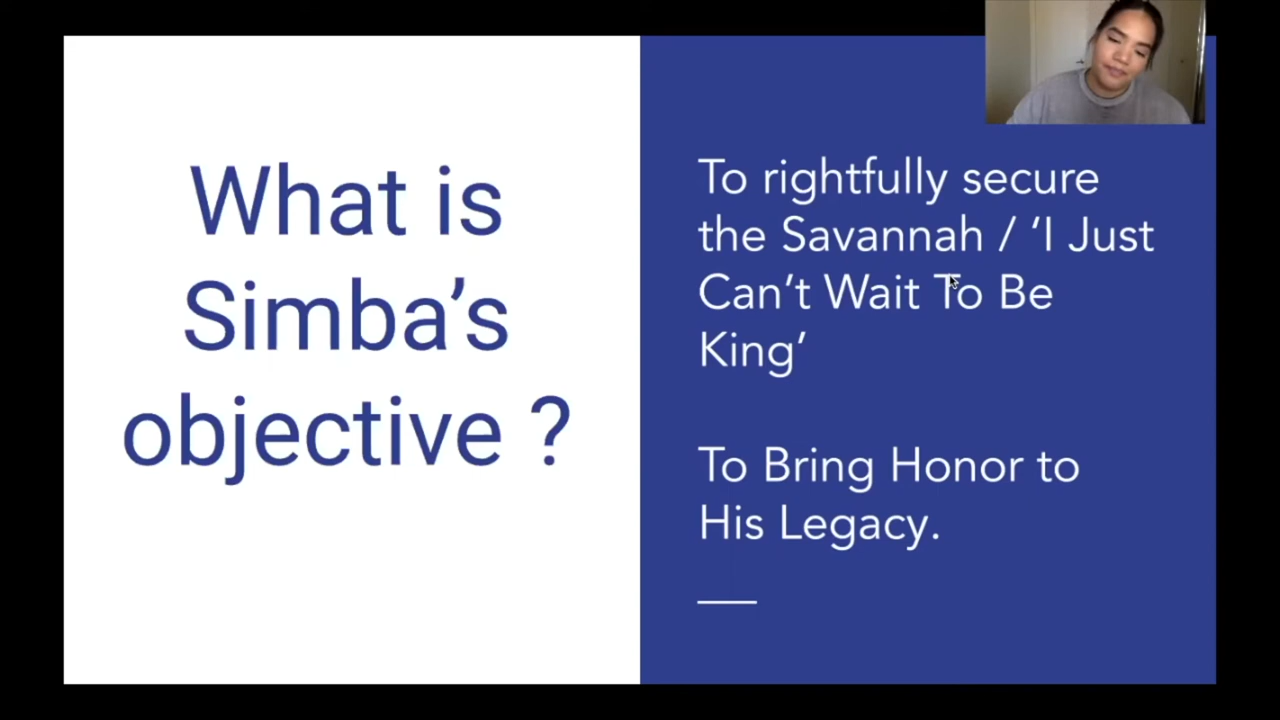 What is
Simba’s
objective ?
To rightfully secure
the Savannah / ‘I Just
Can’t Wait To Be
King’
To Bring Honor to
His Legacy.